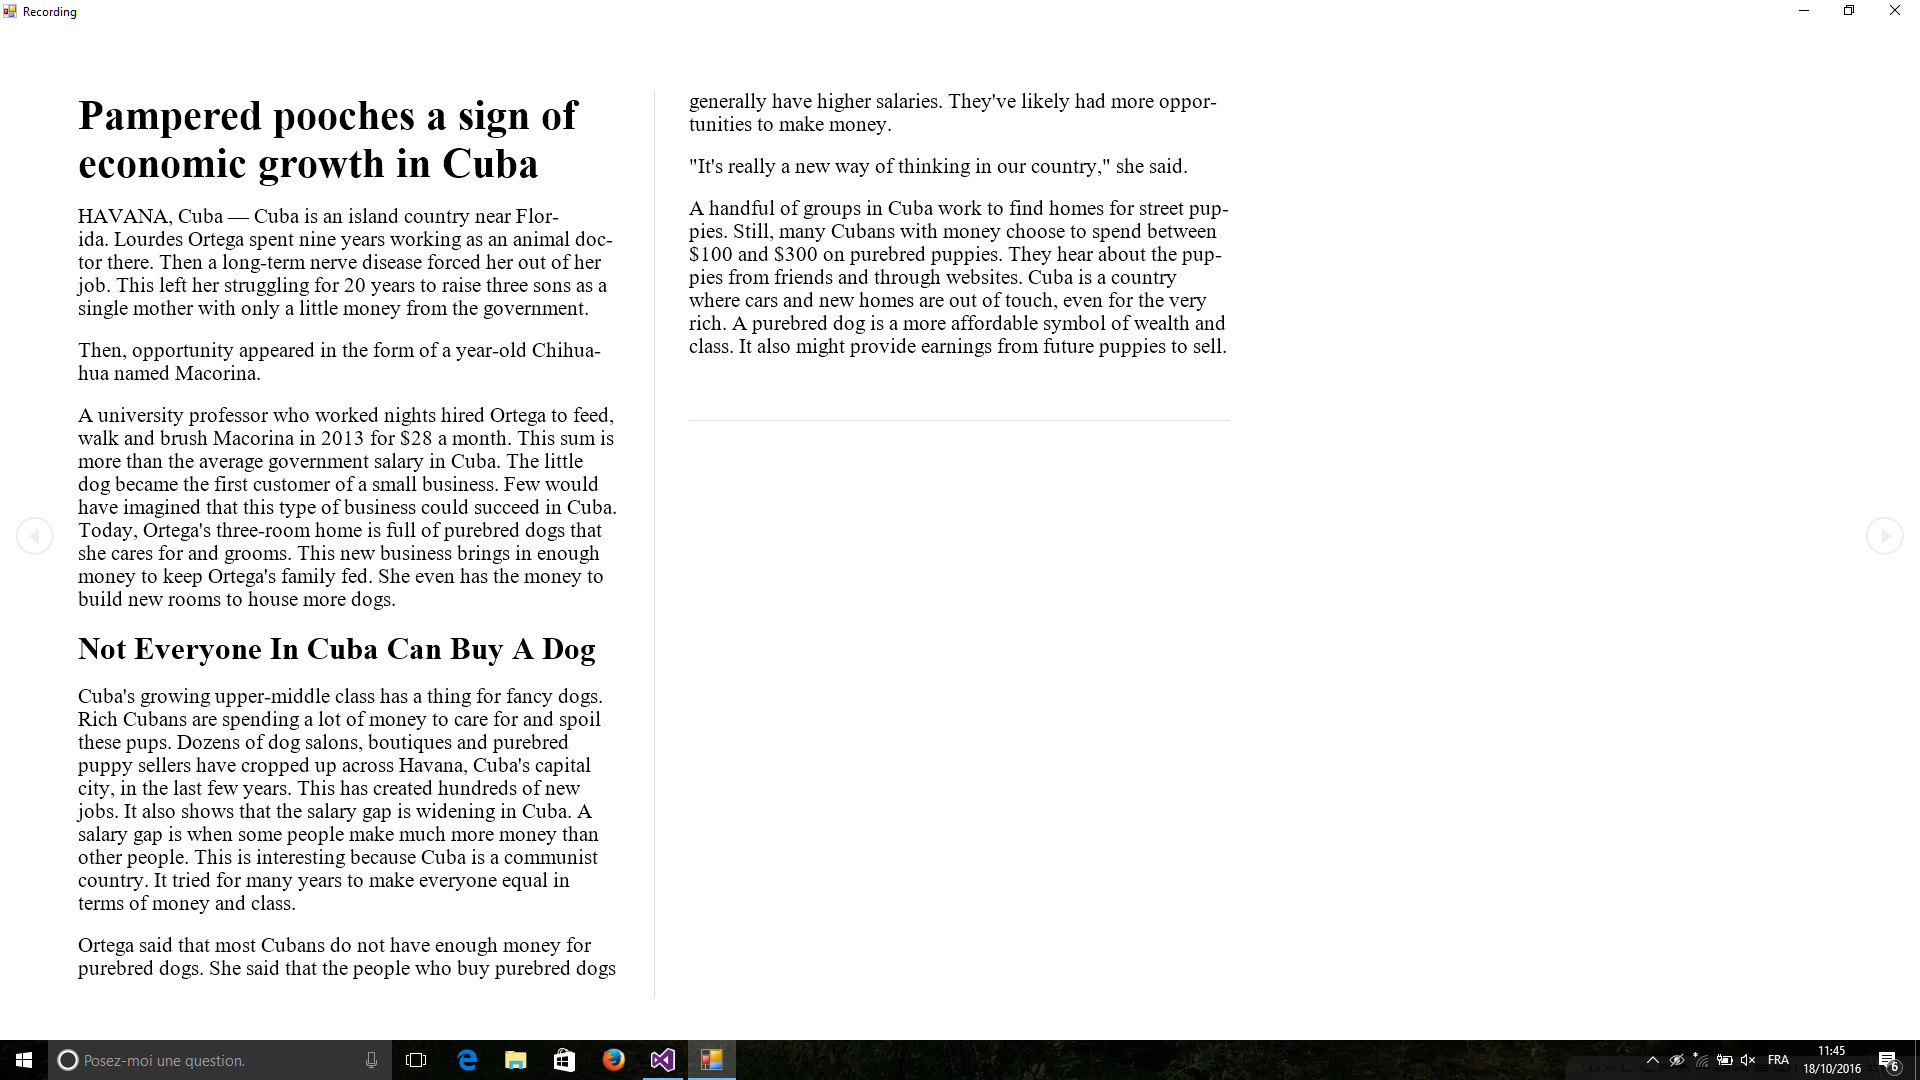 Recording
Pampered pooches a sign of
economic growth in Cuba
HAVANA, Cuba — Cuba is an island country near Flor-
ida. Lourdes Ortega spent nine years working as an animal doc-
tor there. Then a long-term nerve disease forced her out of her
job. This left her struggling for 20 years to raise three sons as a
single mother with only a little money from the government.
Then, opportunity appeared in the form of a year-old Chihua-
hua named Macorina.
A university professor who worked nights hired Ortega to feed,
walk and brush Macorina in 2013 for $28 a month. This sum is
more than the average government salary in Cuba. The little
dog became the first customer of a small business. Few would
have imagined that this type of business could succeed in Cuba.
Today, Ortega's three-room home is full of purebred dogs that
she cares for and grooms. This new business brings in enough
money to keep Ortega's family fed. She even has the money to
build new rooms to house more dogs.
Not Everyone In Cuba Can Buy A Dog
Cuba's growing upper-middle class has a thing for fancy dogs.
Rich Cubans are spending a lot of money to care for and spoil
these pups. Dozens of dog salons, boutiques and purebred
puppy sellers have cropped up across Havana, Cuba's capital
city, in the last few years. This has created hundreds of new
jobs. It also shows that the salary gap is widening in Cuba. A
salary gap is when some people make much more money than
other people. This is interesting because Cuba is a communist
country. It tried for many years to make everyone equal in
terms of money and class.
Ortega said that most Cubans do not have enough money for
purebred dogs. She said that the people who buy purebred dogs
generally have higher salaries. They've likely had more oppor-
tunities to make money.
"It's really a new way of thinking in our country," she said.
A handful of groups in Cuba work to find homes for street pup-
pies. Still, many Cubans with money choose to spend between
$100 and $300 on purebred puppies. They hear about the pup-
pies from friends and through websites. Cuba is a country
where cars and new homes are out of touch, even for the very
rich. A purebred dog is a more affordable symbol of wealth and
class. It also might provide earnings from future puppies to sell.
Posez-moi une question.
FRA
11:45
18/10/2016
6